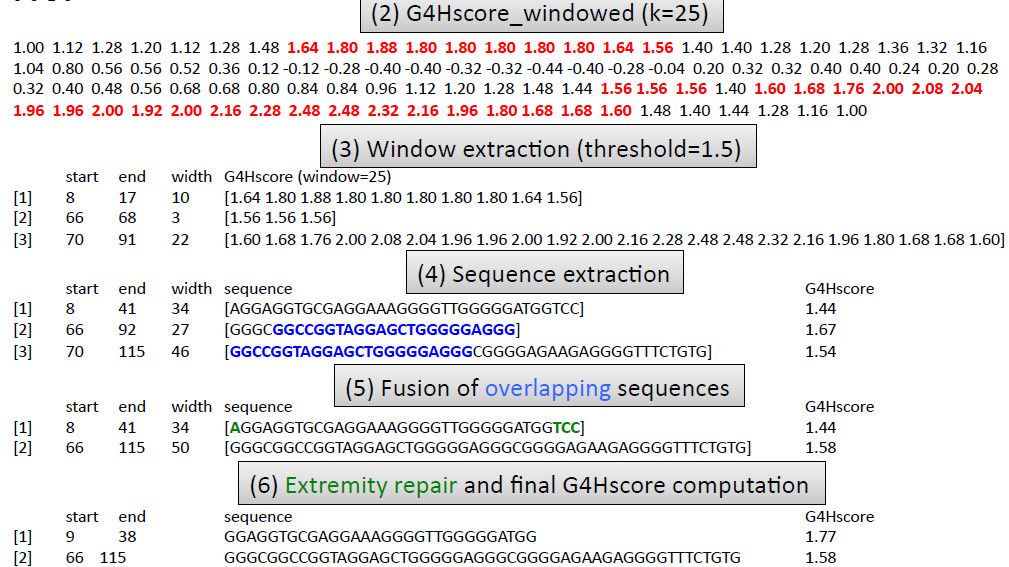 (2) G4Hscore_windowed (k=25)
1.00 1.12 1.28 1.20 1.12 1.28 1.48 1.64 1.80 1.88 1.80 1.80 1.80 1.80 1.80 1.64 1.56 1.40 1.40 1.28 1.20 1.28 1.36 1.32 1.16
1.04 0.80 0.56 0.56 0.52 0.36 0.12 -0.12 -0.28 -0.40 -0.40 -0.32 -0.32 -0.44 -0.40 -0.28 -0.04 0.20 0.32 0.32 0.40 0.40 0.24 0.20 0.28
0.32 0.40 0.48 0.56 0.68 0.68 0.80 0.84 0.84 0.96 1.12 1.20 1.28 1.48 1.44 1.56 1.56 1.56 1.40 1.60 1.68 1.76 2.00 2.08 2.04
1.96 1.96 2.00 1.92 2.00 2.16 2.28 2.48 2.48 2.32 2.16 1.96 1.80 1.68 1.68 1.60 1.48 1.40 1.44 1.28 1.16 1.00
(3) Window extraction (threshold=1.5)
start end width G4Hscore (window=25)
[1] 8 17 10 [1.64 1.80 1.88 1.80 1.80 1.80 1.80 1.80 1.64 1.56]
[2] 66 68 3 [1.56 1.56 1.56]
[3] 70 91 22 [1.60 1.68 1.76 2.00 2.08 2.04 1.96 1.96 2.00 1.92 2.00 2.16 2.28 2.48 2.48 2.32 2.16 1.96 1.80 1.68 1.68 1.60]
(4) Sequence extraction
start end width sequence G4Hscore
[1] 8 41 34 [AGGAGGTGCGAGGAAAGGGGTTGGGGGATGGTCC] 1.44
[2] 66 92 27 [GGGCGGCCGGTAGGAGCTGGGGGAGGG] 1.67
[3] 70 115 46 [GGCCGGTAGGAGCTGGGGGAGGGCGGGGAGAAGAGGGGTTTCTGTG] 1.54
(5) Fusion of overlapping sequences
start end width sequence G4Hscore
[1] 8 41 34 [AGGAGGTGCGAGGAAAGGGGTTGGGGGATGGTCC] 1.44
[2] 66 115 50 [GGGCGGCCGGTAGGAGCTGGGGGAGGGCGGGGAGAAGAGGGGTTTCTGTG] 1.58
(6) Extremity repair and final G4Hscore computation
start end sequence G4Hscore
[1] 9 38 GGAGGTGCGAGGAAAGGGGTTGGGGGATGG 1.77
[2] 66 115 GGGCGGCCGGTAGGAGCTGGGGGAGGGCGGGGAGAAGAGGGGTTTCTGTG 1.58